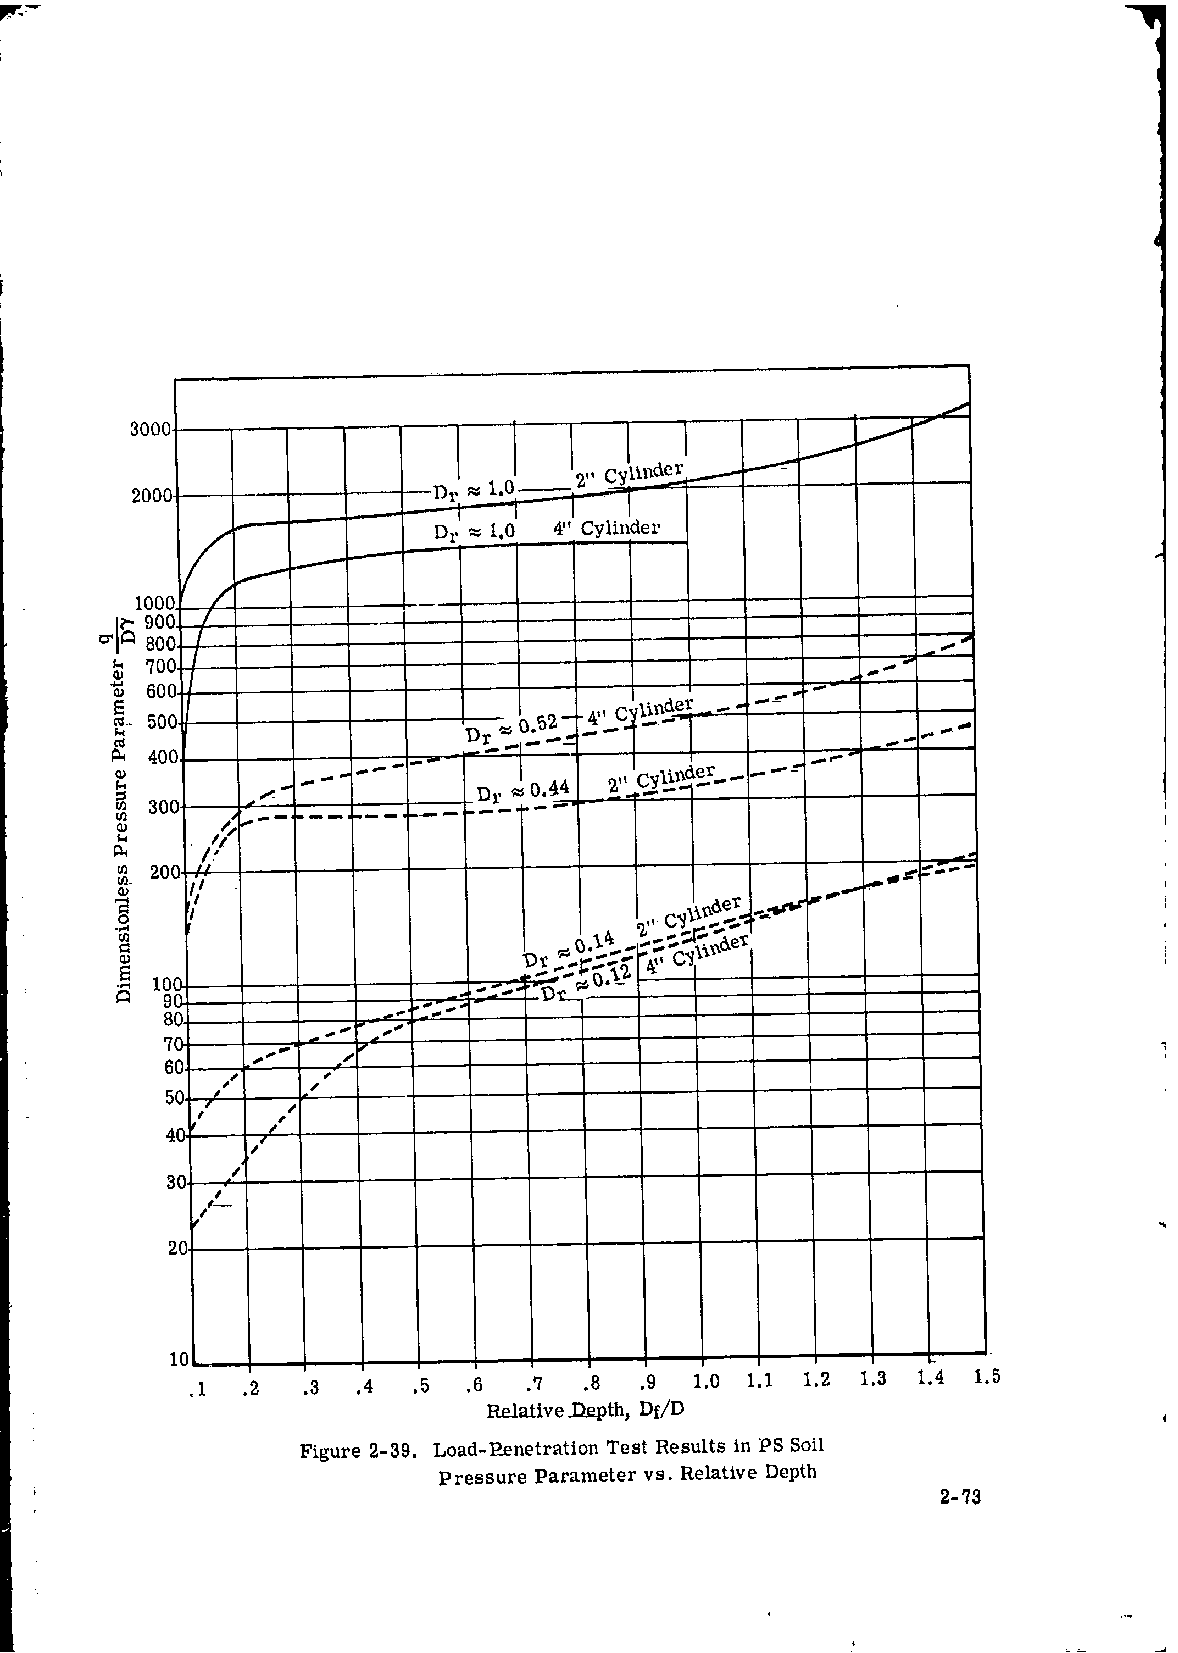 3000
2000
1000
900
800
700
600
500
400
300
200
100
90
80
70
60
50
40
30
20
10
Dimensionless Pressure Parameter q/Dγ
Dr ≈ 1.0 2" Cylinder
Dr ≈ 1.0 4" Cylinder
Dr ≈ 0.52 4" Cylinder
Dr ≈ 0.44 2" Cylinder
Dr ≈ 0.14 2" Cylinder
Dr ≈ 0.12 4" Cylinder
.1 .2 .3 .4 .5 .6 .7 .8 .9 1.0 1.1 1.2 1.3 1.4 1.5
Relative Depth, Df/D
Figure 2-39. Load-Penetration Test Results in PS Soil
Pressure Parameter vs. Relative Depth
2-73